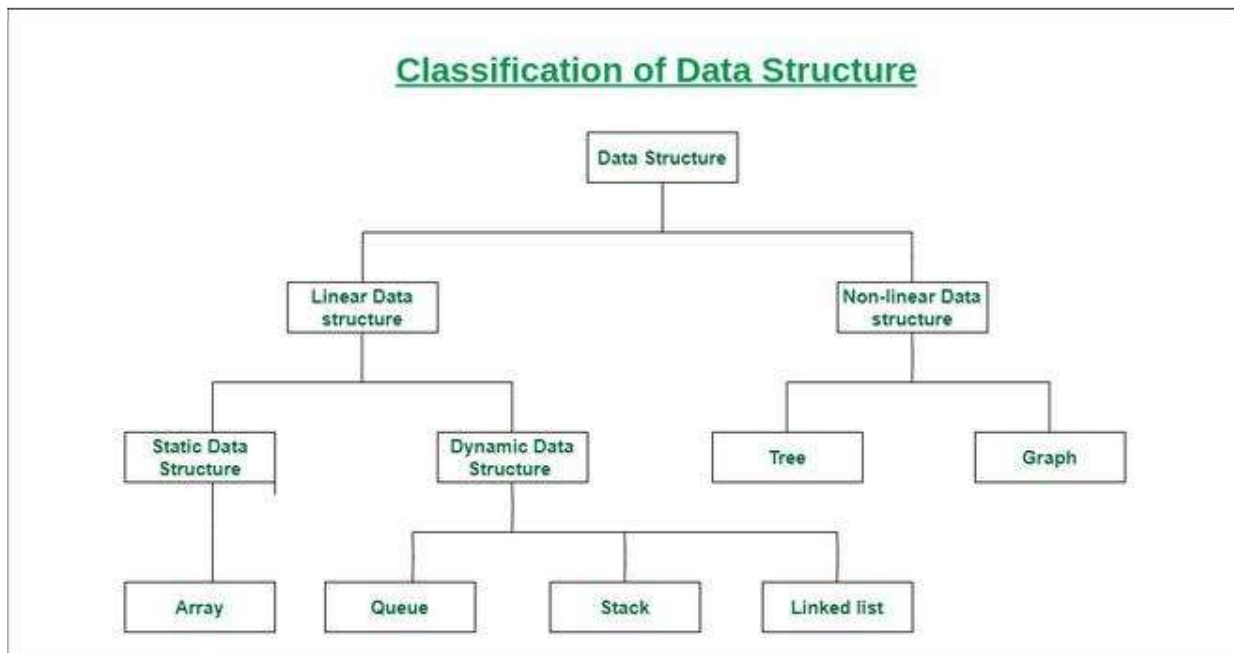 Classification of Data Structure
Data Structure
Linear Data
structure
Non-linear Data
structure
Static Data
Structure
Dynamic Data
Structure
Tree
Graph
Array
Queue
Stack
Linked list